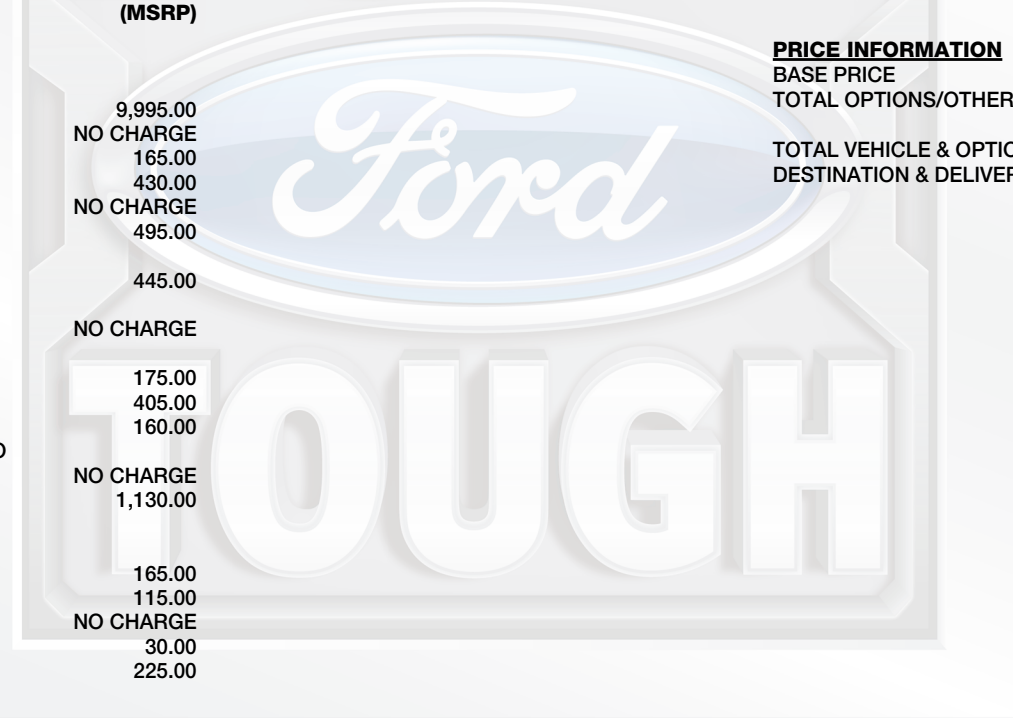 (MSRP)
9,995.00
NO CHARGE
165.00
430.00
NO CHARGE
495.00
445.00
NO CHARGE
175.00
405.00
160.00
NO CHARGE
1,130.00
165.00
115.00
NO CHARGE
30.00
225.00
PRICE INFORMATION
BASE PRICE
TOTAL OPTIONS/OTHER
TOTAL VEHICLE & OPTIO
DESTINATION & DELIVER
Ford
TOUGH